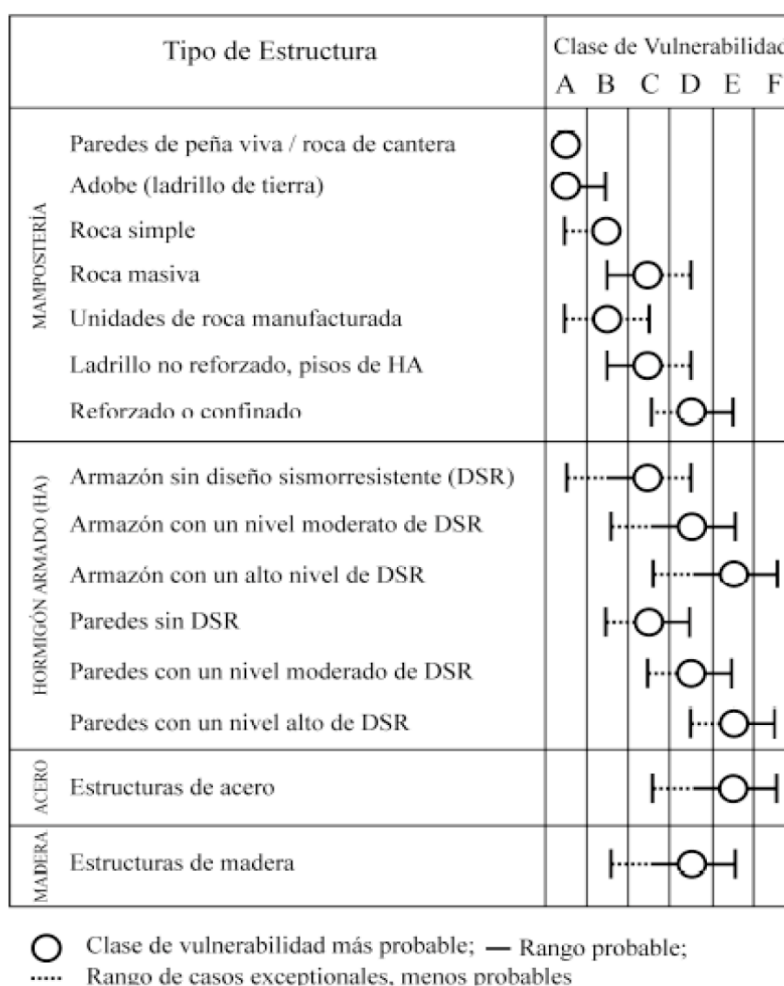 Tipo de Estructura
Clase de Vulnerabilidad
A B C D E F
MAMPOSTERÍA
Paredes de peña viva / roca de cantera
Adobe (ladrillo de tierra)
Roca simple
Roca masiva
Unidades de roca manufacturada
Ladrillo no reforzado, pisos de HA
Reforzado o confinado
HORMIGÓN ARMADO (HA)
Armazón sin diseño sismorresistente (DSR)
Armazón con un nivel moderato de DSR
Armazón con un alto nivel de DSR
Paredes sin DSR
Paredes con un nivel moderado de DSR
Paredes con un nivel alto de DSR
ACERO
Estructuras de acero
MADERA
Estructuras de madera
Clase de vulnerabilidad más probable; — Rango probable;
Rango de casos exceptionales, menos probables